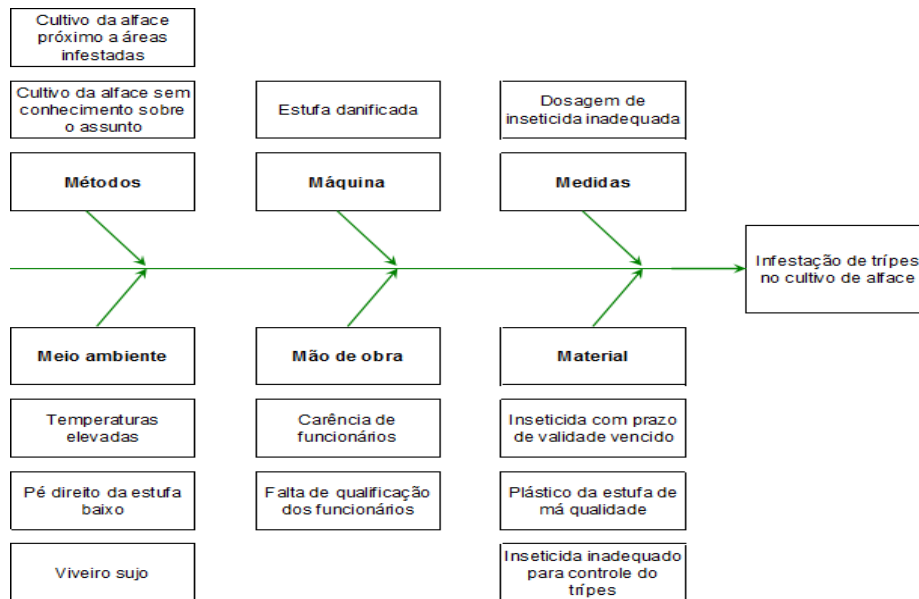 Cultivo da alface
próximo a áreas
infestadas
Cultivo da alface sem
conhecimento sobre
o assunto
Estufa danificada
Dosagem de
inseticida inadequada
Métodos
Máquina
Medidas
Infestação de trípes
no cultivo de alface
Meio ambiente
Mão de obra
Material
Temperaturas
elevadas
Carência de
funcionários
Inseticida com prazo
de validade vencido
Pé direito da estufa
baixo
Falta de qualificação
dos funcionários
Plástico da estufa de
má qualidade
Viveiro sujo
Inseticida inadequado
para controle do
trípes